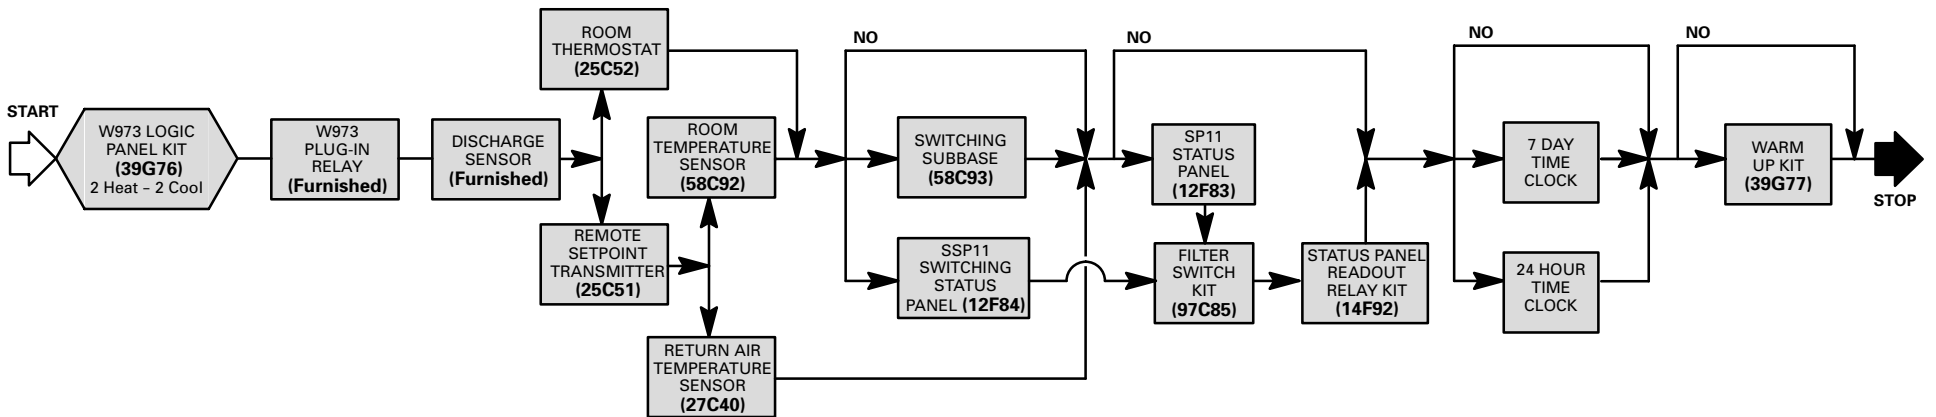 START
W973 LOGIC
PANEL KIT
(39G76)
2 Heat – 2 Cool
W973
PLUG-IN
RELAY
(Furnished)
DISCHARGE
SENSOR
(Furnished)
ROOM
THERMOSTAT
(25C52)
REMOTE
SETPOINT
TRANSMITTER
(25C51)
ROOM
TEMPERATURE
SENSOR
(58C92)
RETURN AIR
TEMPERATURE
SENSOR
(27C40)
NO
SWITCHING
SUBBASE
(58C93)
SSP11
SWITCHING
STATUS
PANEL (12F84)
NO
SP11
STATUS
PANEL
(12F83)
FILTER
SWITCH
KIT
(97C85)
STATUS PANEL
READOUT
RELAY KIT
(14F92)
NO
7 DAY
TIME
CLOCK
24 HOUR
TIME
CLOCK
NO
WARM
UP KIT
(39G77)
STOP